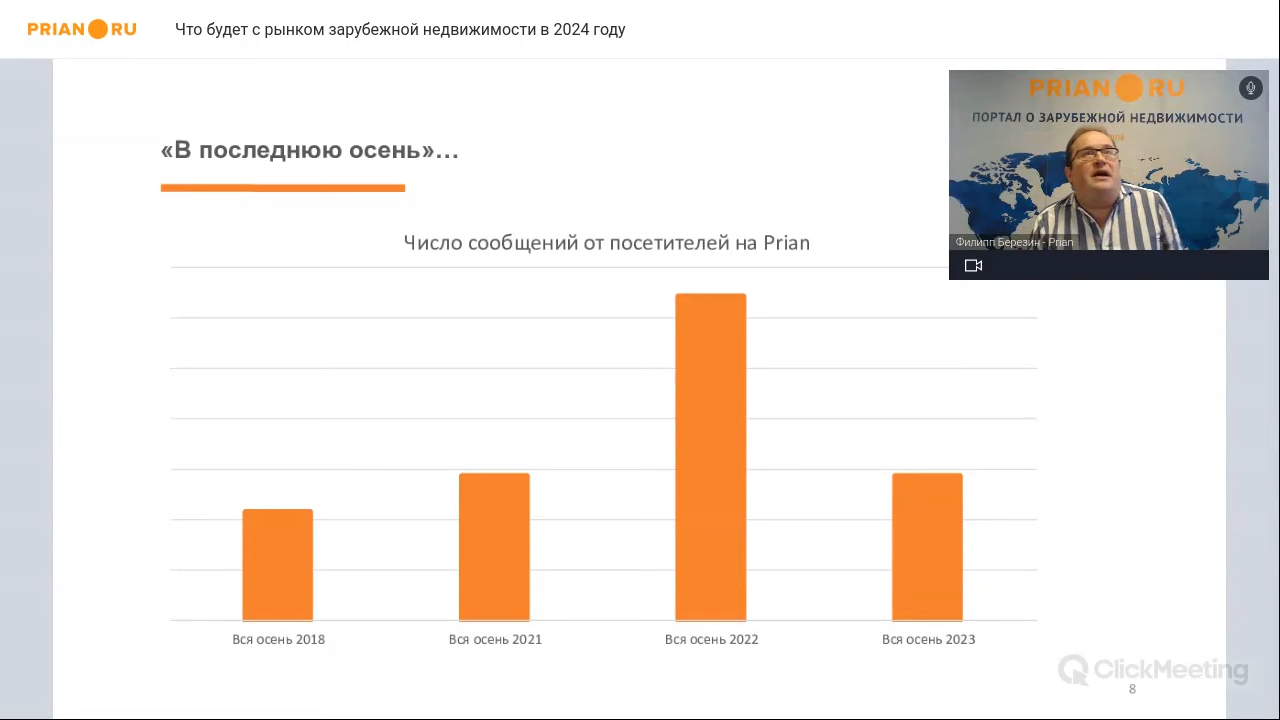 PRIAN RU
Что будет с рынком зарубежной недвижимости в 2024 году
PRIAN RU
ПОРТАЛ О ЗАРУБЕЖНОЙ НЕДВИЖИМОСТИ
Филипп Березин - Prian
«В последнюю осень»...
Число сообщений от посетителей на Prian
Вся осень 2018
Вся осень 2021
Вся осень 2022
Вся осень 2023
ClickMeeting
8